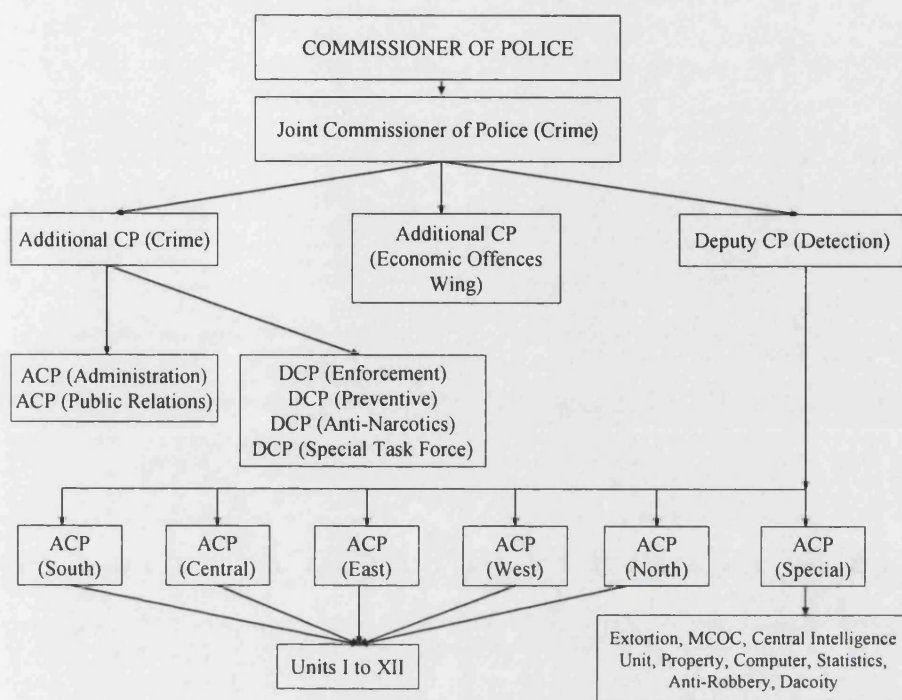 COMMISSIONER OF POLICE
Joint Commissioner of Police (Crime)
Additional CP (Crime)
Additional CP
(Economic Offences
Wing)
Deputy CP (Detection)
ACP (Administration)
ACP (Public Relations)
DCP (Enforcement)
DCP (Preventive)
DCP (Anti-Narcotics)
DCP (Special Task Force)
ACP
(South)
ACP
(Central)
ACP
(East)
ACP
(West)
ACP
(North)
ACP
(Special)
Units I to XII
Extortion, MCOC, Central Intelligence
Unit, Property, Computer, Statistics,
Anti-Robbery, Dacoity